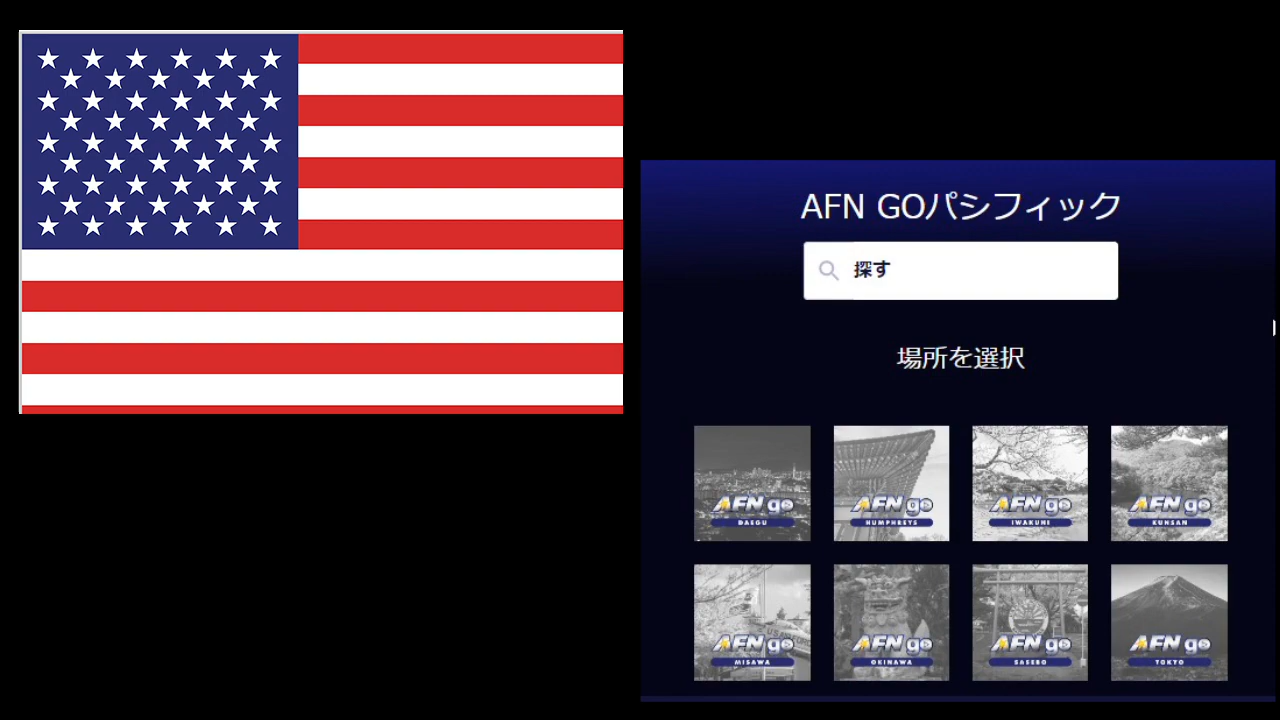 AFN GOパシフィック
探す
場所を選択
AFN go
DAEGU
AFN go
HUMPHREYS
AFN go
IWAKUNI
AFN go
KUNSAN
AFN go
MISAWA
AFN go
OKINAWA
AFN go
SASEBO
AFN go
TOKYO